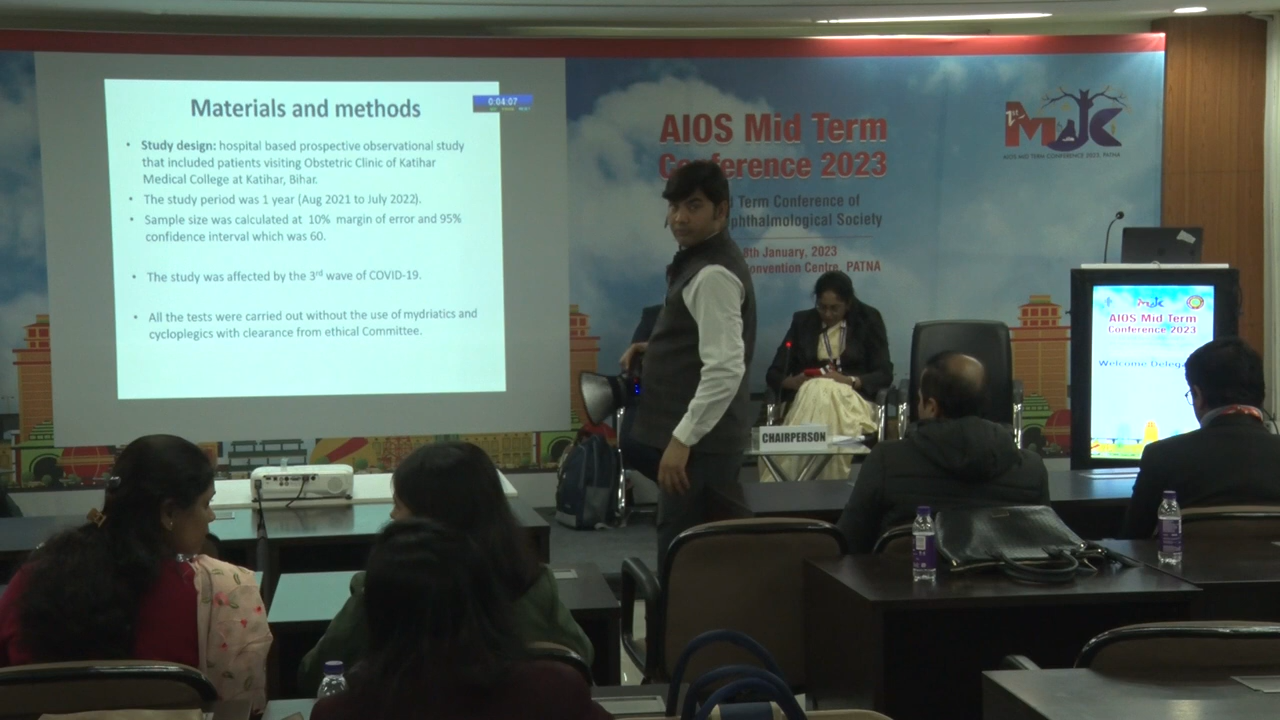 Materials and methods
0:04:07
• Study design: hospital based prospective observational study
that included patients visiting Obstetric Clinic of Katihar
Medical College at Katihar, Bihar.
• The study period was 1 year (Aug 2021 to July 2022).
• Sample size was calculated at 10% margin of error and 95%
confidence interval which was 60.
• The study was affected by the 3rd wave of COVID-19.
• All the tests were carried out without the use of mydriatics and
cycloplegics with clearance from ethical Committee.
AIOS Mid Term
Conference 2023
Term Conference of
phthalmological Society
8th January, 2023
onvention Centre, PATNA
1st
MJC
AIOS MID TERM CONFERENCE 2023, PATNA
CHAIRPERSON
MJC
AIOS Mid Term
Conference 2023
Welcome Deleg